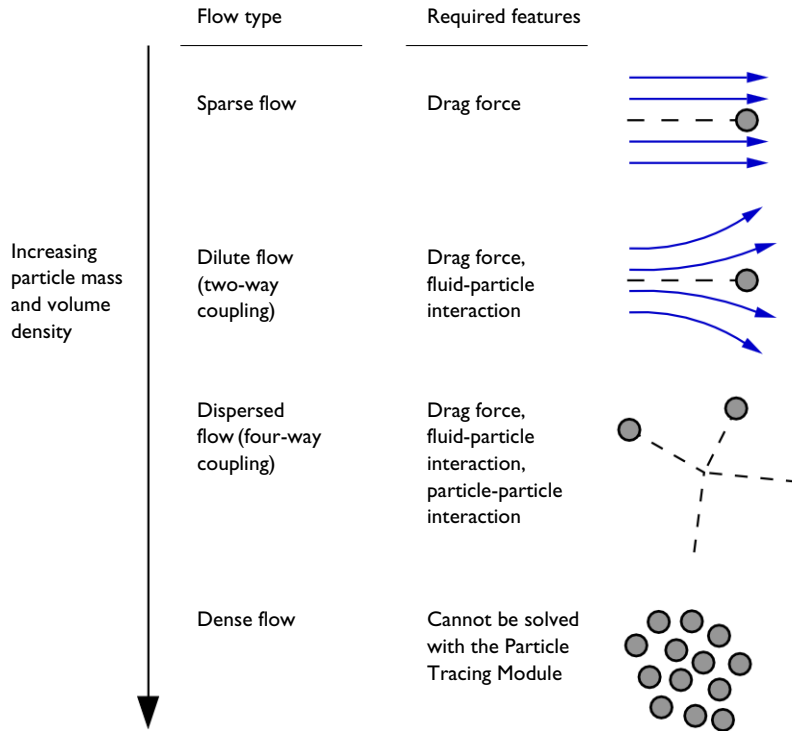 Flow type
Required features
Sparse flow
Drag force
Increasing
particle mass
and volume
density
Dilute flow
(two-way
coupling)
Drag force,
fluid-particle
interaction
Dispersed
flow (four-way
coupling)
Drag force,
fluid-particle
interaction,
particle-particle
interaction
Dense flow
Cannot be solved
with the Particle
Tracing Module